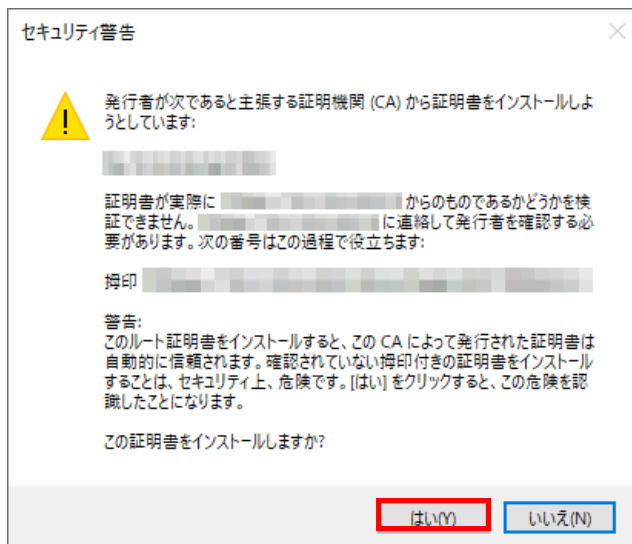 セキュリティ警告
発行者が次であると主張する証明機関 (CA) から証明書をインストールしよ
うとしています:
証明書が実際に からのものであるかどうかを検
証できません。 に連絡して発行者を確認する必
要があります。次の番号はこの過程で役立ちます:
拇印
警告:
このルート証明書をインストールすると、この CA によって発行された証明書は
自動的に信頼されます。確認されていない拇印付きの証明書をインストール
することは、セキュリティ上、危険です。[はい] をクリックすると、この危険を認
識したことになります。
この証明書をインストールしますか?
はい(Y) いいえ(N)